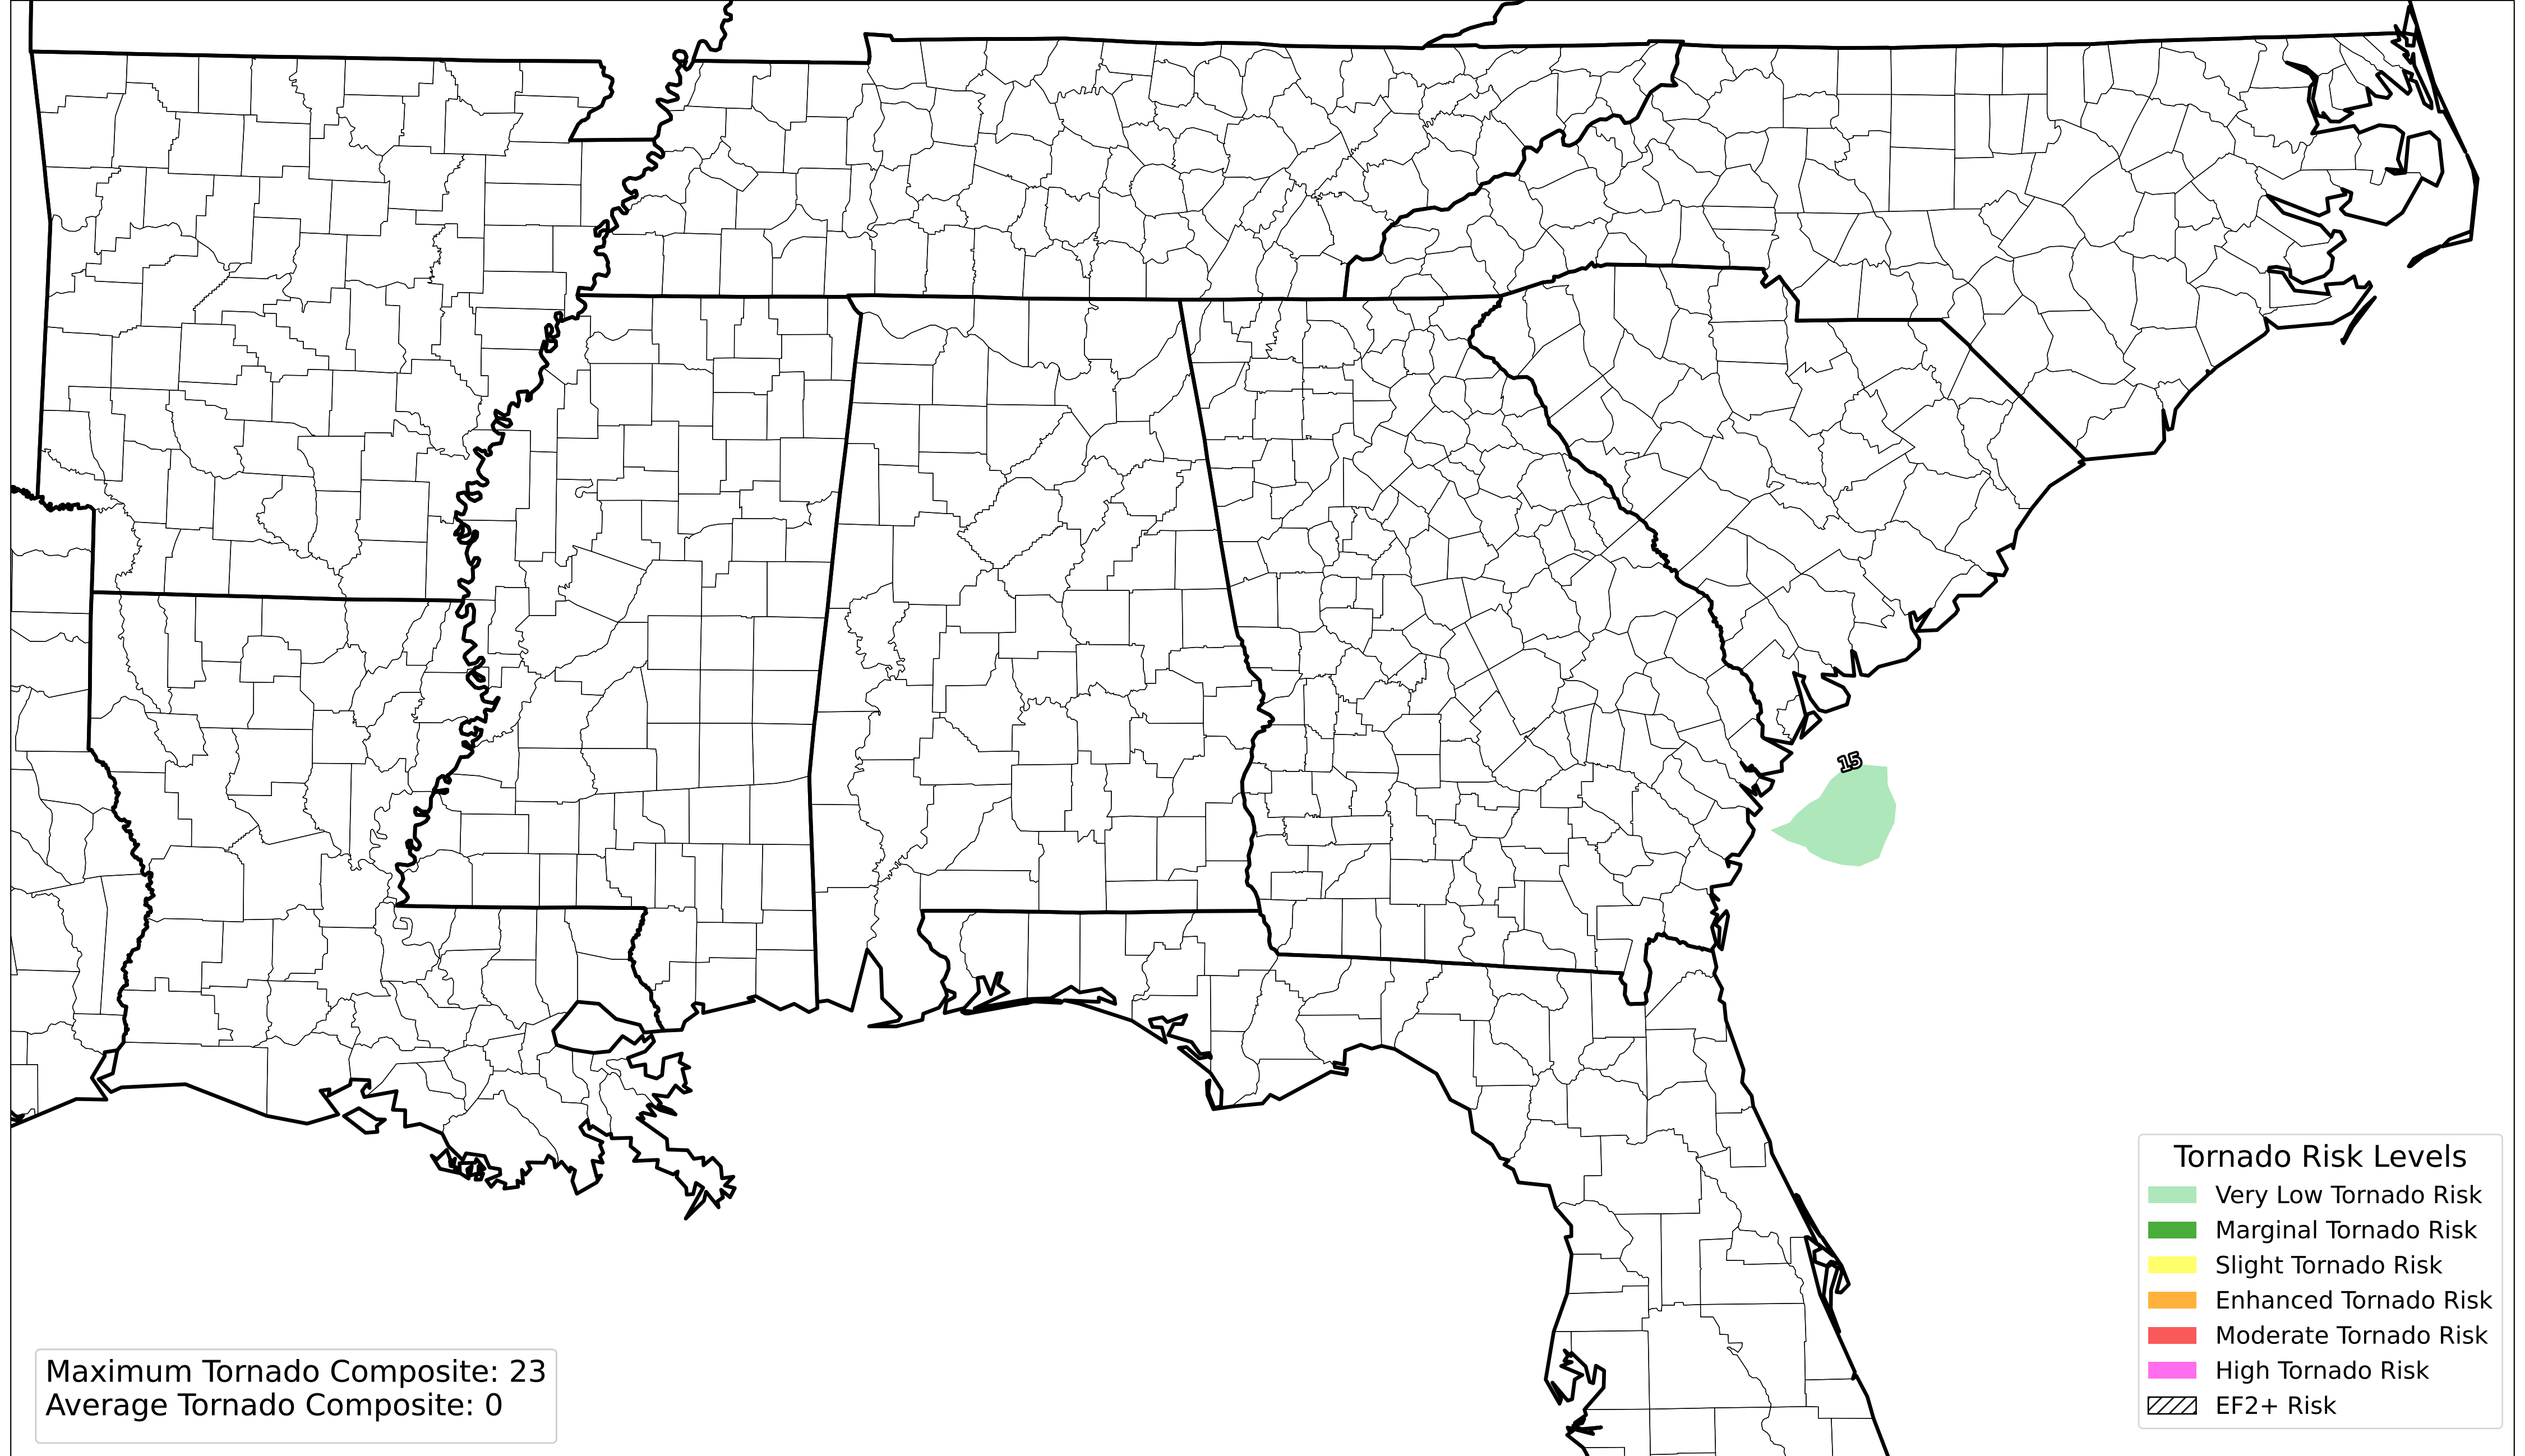 15
Tornado Risk Levels
Very Low Tornado Risk
Marginal Tornado Risk
Slight Tornado Risk
Enhanced Tornado Risk
Moderate Tornado Risk
High Tornado Risk
EF2+ Risk
Maximum Tornado Composite: 23
Average Tornado Composite: 0